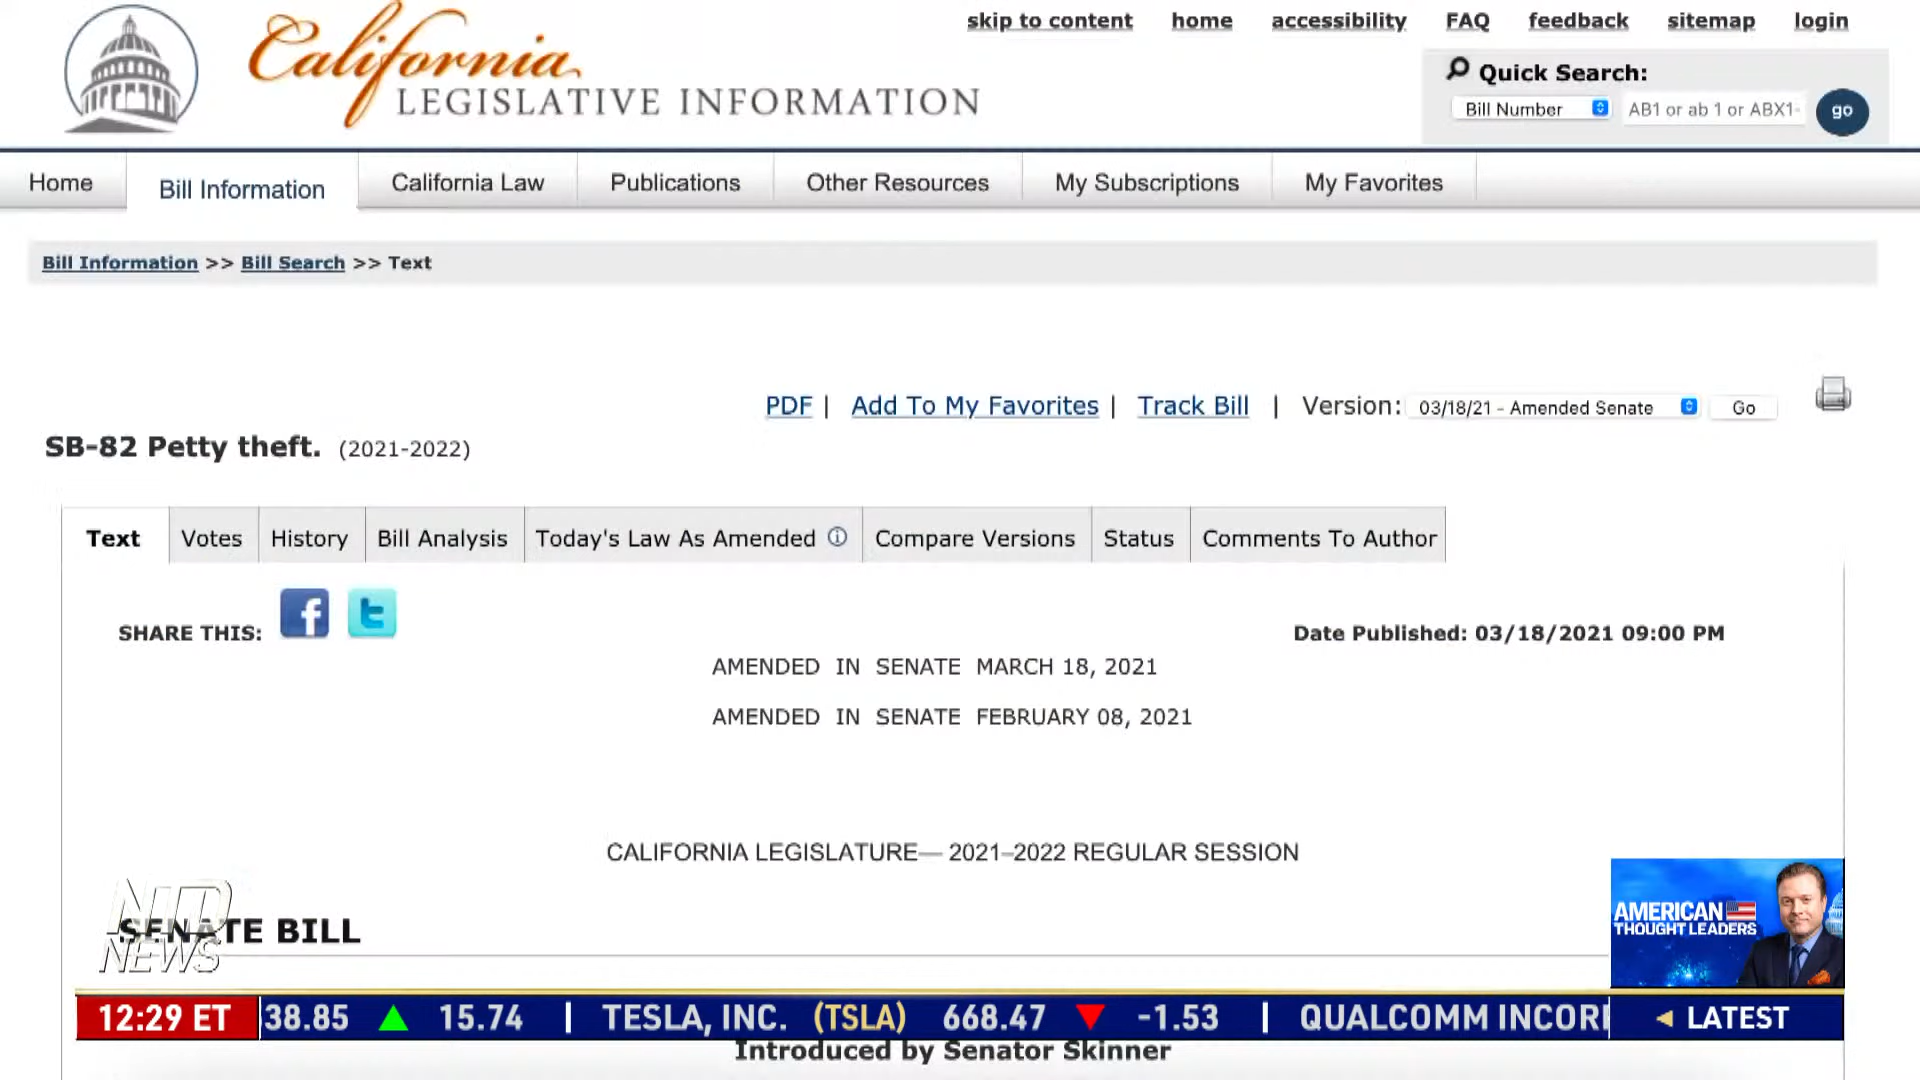 skip to content home accessibility FAQ feedback sitemap login
California
LEGISLATIVE INFORMATION
Quick Search:
Bill Number AB1 or ab 1 or ABX1- go
Home Bill Information California Law Publications Other Resources My Subscriptions My Favorites
Bill Information >> Bill Search >> Text
PDF | Add To My Favorites | Track Bill | Version: 03/18/21 - Amended Senate Go
SB-82 Petty theft. (2021-2022)
Text Votes History Bill Analysis Today's Law As Amended Compare Versions Status Comments To Author
SHARE THIS: f t
Date Published: 03/18/2021 09:00 PM
AMENDED IN SENATE MARCH 18, 2021
AMENDED IN SENATE FEBRUARY 08, 2021
CALIFORNIA LEGISLATURE— 2021–2022 REGULAR SESSION
SENATE BILL
NTD
NEWS
AMERICAN
THOUGHT LEADERS
12:29 ET 38.85 15.74 | TESLA, INC. (TSLA) 668.47 -1.53 | QUALCOMM INCOR LATEST
Introduced by Senator Skinner